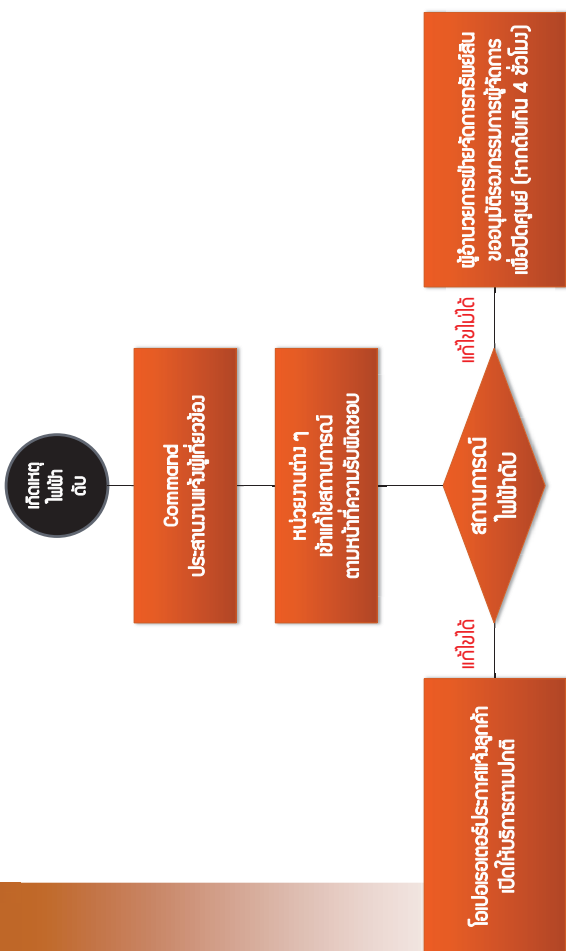 เกิดเหตุ
ไฟฟ้า
ดับ
Command
ประสานงานแจ้งผู้เกี่ยวข้อง
หน่วยงานต่าง ๆ
เข้าแก้ไขสถานการณ์
ตามหน้าที่ความรับผิดชอบ
สถานการณ์
ไฟฟ้าดับ
แก้ไขได้
แก้ไขไม่ได้
โอเปอเรอเตอร์ประกาศแจ้งลูกค้า
เปิดให้บริการตามปกติ
ผู้อำนวยการฝ่ายจัดการทรัพย์สิน
ขออนุมัติรองกรรมการผู้จัดการ
เพื่อปิดศูนย์ (หากดับเกิน 4 ชั่วโมง)